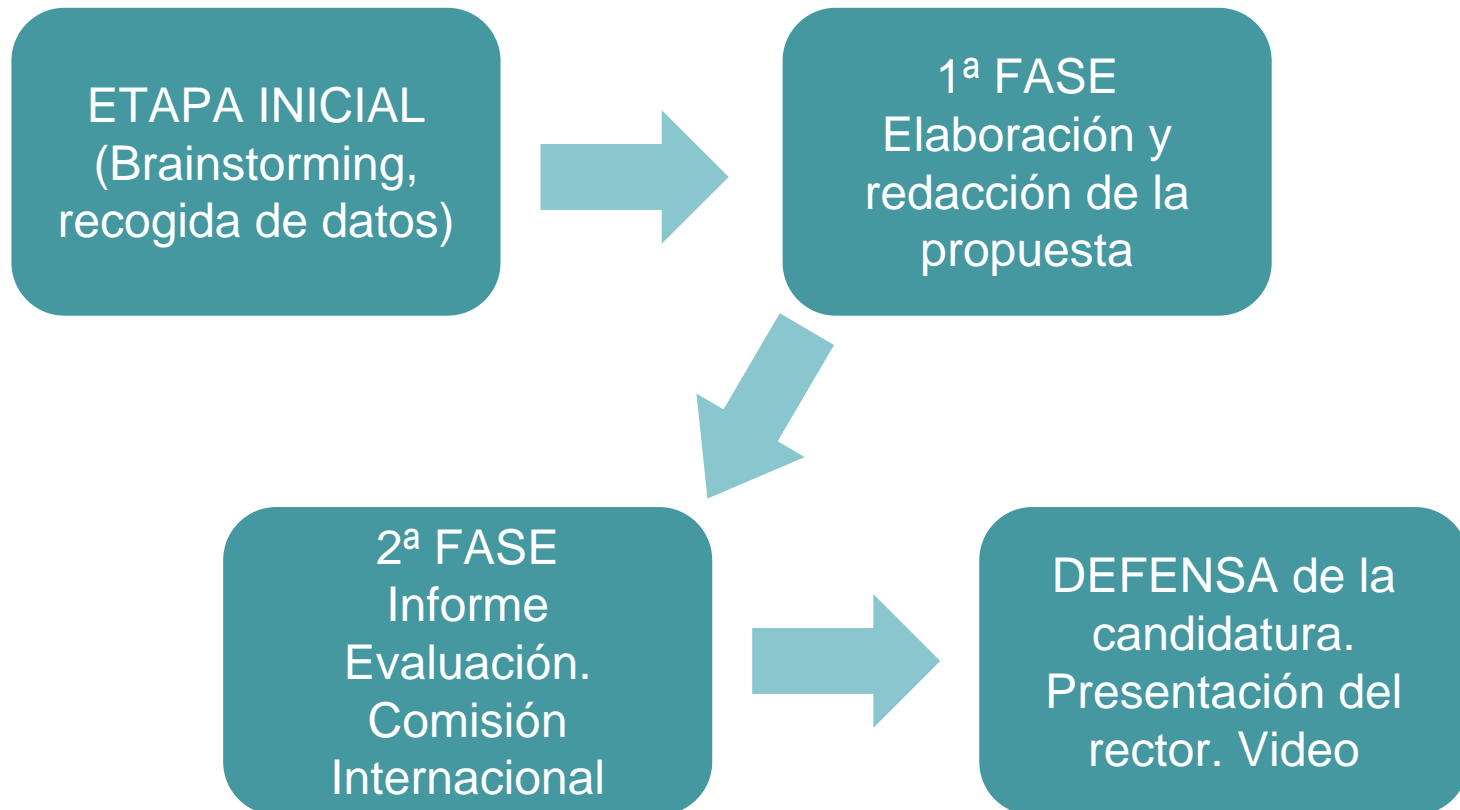 ETAPA INICIAL
(Brainstorming,
recogida de datos)
1ª FASE
Elaboración y
redacción de la
propuesta
2ª FASE
Informe
Evaluación.
Comisión
Internacional
DEFENSA de la
candidatura.
Presentación del
rector. Video